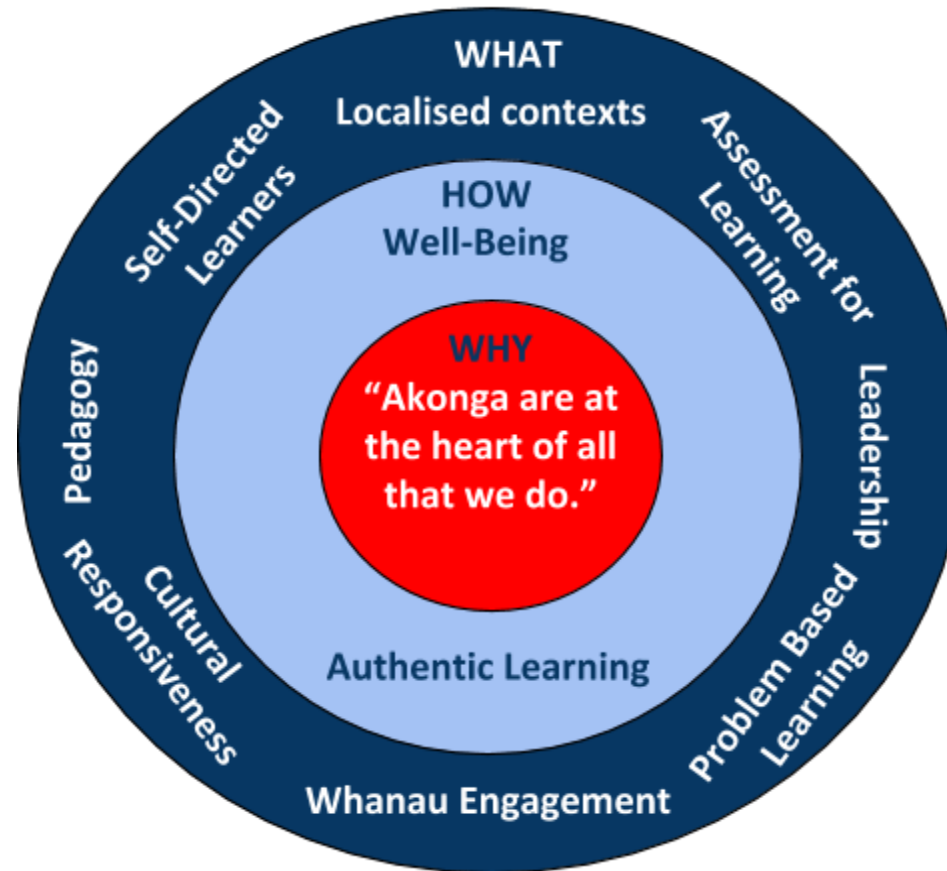 WHAT
Localised contexts
Assessment for
Learning
Leadership
Problem Based
Learning
Whanau Engagement
Cultural
Responsiveness
Pedagogy
Self-Directed
Learners
HOW
Well-Being
Authentic Learning
WHY
“Akonga are at
the heart of all
that we do.”